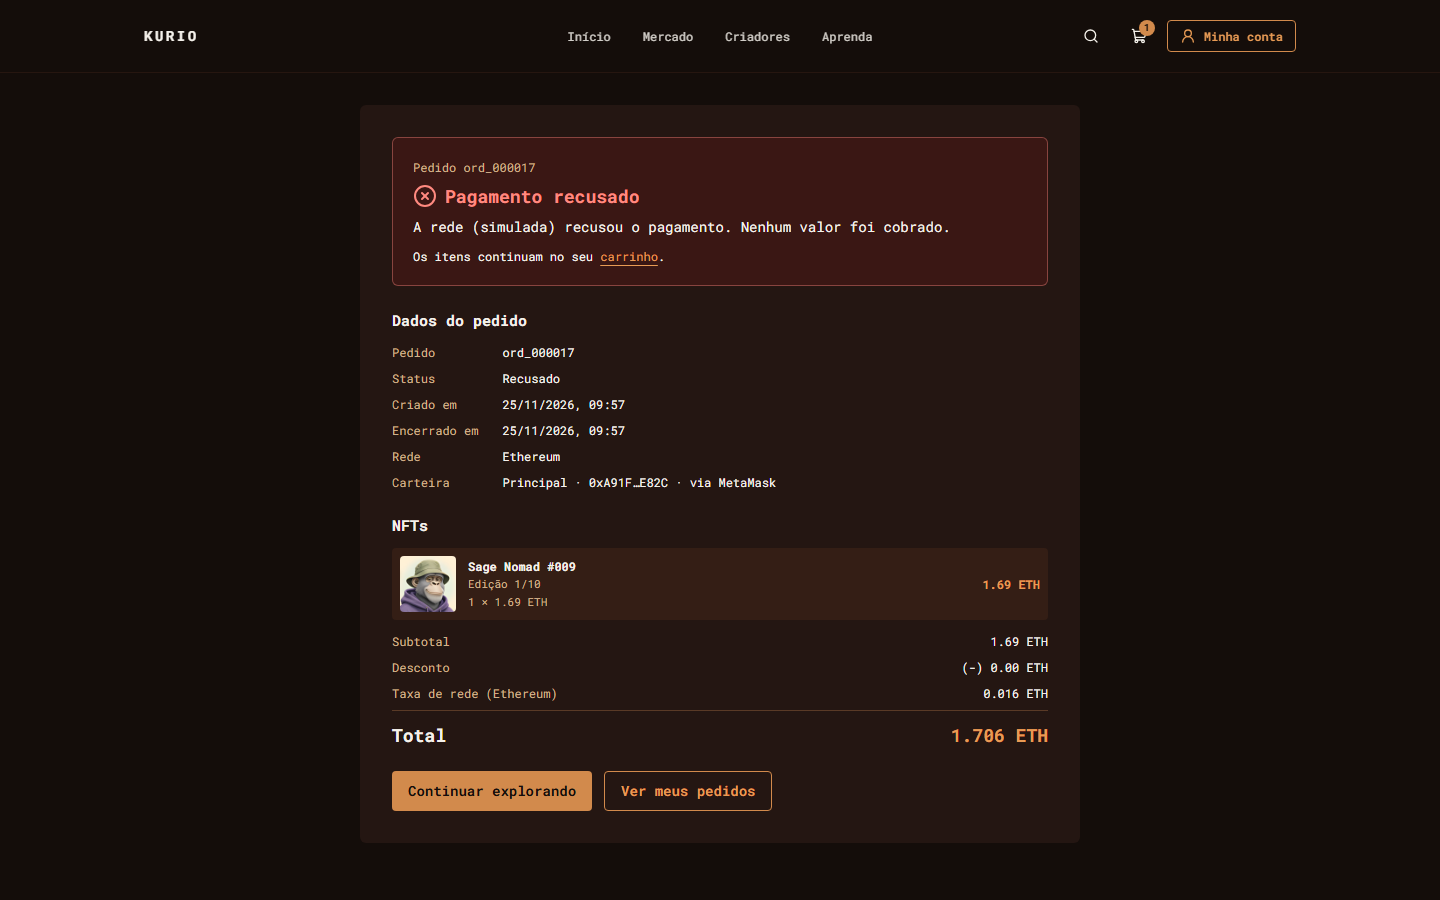 KURIO
Início Mercado Criadores Aprenda
1
Minha conta
Pedido ord_000017
Pagamento recusado
A rede (simulada) recusou o pagamento. Nenhum valor foi cobrado.
Os itens continuam no seu carrinho.
Dados do pedido
Pedido ord_000017
Status Recusado
Criado em 25/11/2026, 09:57
Encerrado em 25/11/2026, 09:57
Rede Ethereum
Carteira Principal · 0xA91F…E82C · via MetaMask
NFTs
Sage Nomad #009
Edição 1/10
1 × 1.69 ETH
1.69 ETH
Subtotal 1.69 ETH
Desconto (-) 0.00 ETH
Taxa de rede (Ethereum) 0.016 ETH
Total 1.706 ETH
Continuar explorando Ver meus pedidos